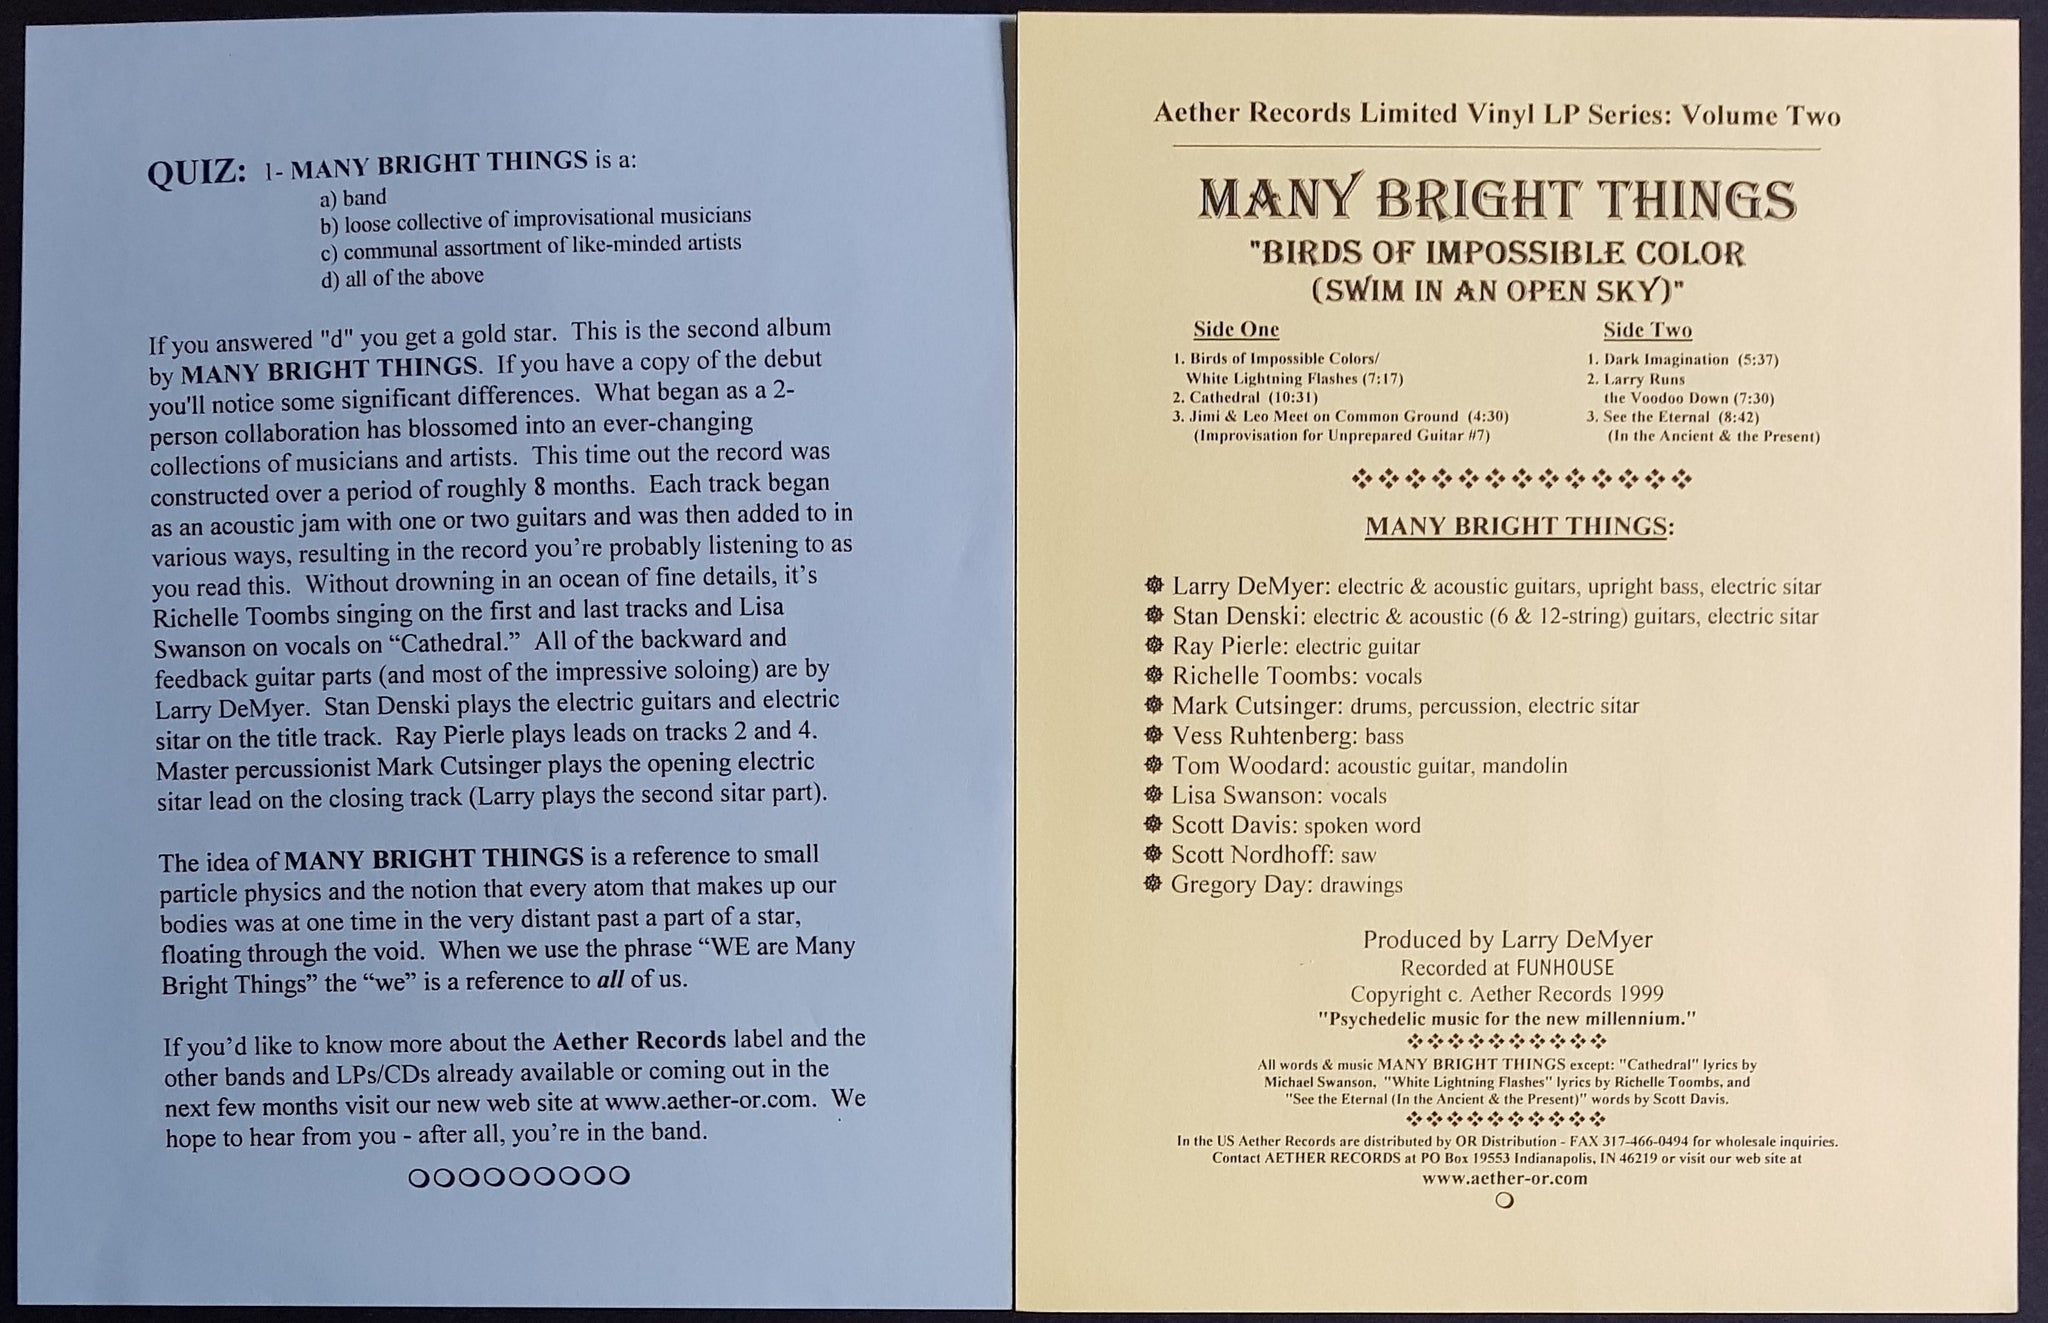 QUIZ: 1- MANY BRIGHT THINGS is a:
a) band
b) loose collective of improvisational musicians
c) communal assortment of like-minded artists
d) all of the above
If you answered "d" you get a gold star. This is the second album
by MANY BRIGHT THINGS. If you have a copy of the debut
you'll notice some significant differences. What began as a 2-
person collaboration has blossomed into an ever-changing
collections of musicians and artists. This time out the record was
constructed over a period of roughly 8 months. Each track began
as an acoustic jam with one or two guitars and was then added to in
various ways, resulting in the record you’re probably listening to as
you read this. Without drowning in an ocean of fine details, it’s
Richelle Toombs singing on the first and last tracks and Lisa
Swanson on vocals on “Cathedral.” All of the backward and
feedback guitar parts (and most of the impressive soloing) are by
Larry DeMyer. Stan Denski plays the electric guitars and electric
sitar on the title track. Ray Pierle plays leads on tracks 2 and 4.
Master percussionist Mark Cutsinger plays the opening electric
sitar lead on the closing track (Larry plays the second sitar part).
The idea of MANY BRIGHT THINGS is a reference to small
particle physics and the notion that every atom that makes up our
bodies was at one time in the very distant past a part of a star,
floating through the void. When we use the phrase “WE are Many
Bright Things” the “we” is a reference to all of us.
If you’d like to know more about the Aether Records label and the
other bands and LPs/CDs already available or coming out in the
next few months visit our new web site at www.aether-or.com. We
hope to hear from you - after all, you’re in the band.
Aether Records Limited Vinyl LP Series: Volume Two
MANY BRIGHT THINGS
"BIRDS OF IMPOSSIBLE COLOR
(SWIM IN AN OPEN SKY)"
Side One
1. Birds of Impossible Colors/
White Lightning Flashes (7:17)
2. Cathedral (10:31)
3. Jimi & Leo Meet on Common Ground (4:30)
(Improvisation for Unprepared Guitar #7)
Side Two
1. Dark Imagination (5:37)
2. Larry Runs
the Voodoo Down (7:30)
3. See the Eternal (8:42)
(In the Ancient & the Present)
MANY BRIGHT THINGS:
Larry DeMyer: electric & acoustic guitars, upright bass, electric sitar
Stan Denski: electric & acoustic (6 & 12-string) guitars, electric sitar
Ray Pierle: electric guitar
Richelle Toombs: vocals
Mark Cutsinger: drums, percussion, electric sitar
Vess Ruhtenberg: bass
Tom Woodard: acoustic guitar, mandolin
Lisa Swanson: vocals
Scott Davis: spoken word
Scott Nordhoff: saw
Gregory Day: drawings
Produced by Larry DeMyer
Recorded at FUNHOUSE
Copyright c. Aether Records 1999
"Psychedelic music for the new millennium."
All words & music MANY BRIGHT THINGS except: "Cathedral" lyrics by
Michael Swanson, "White Lightning Flashes" lyrics by Richelle Toombs, and
"See the Eternal (In the Ancient & the Present)" words by Scott Davis.
In the US Aether Records are distributed by OR Distribution - FAX 317-466-0494 for wholesale inquiries.
Contact AETHER RECORDS at PO Box 19553 Indianapolis, IN 46219 or visit our web site at
www.aether-or.com